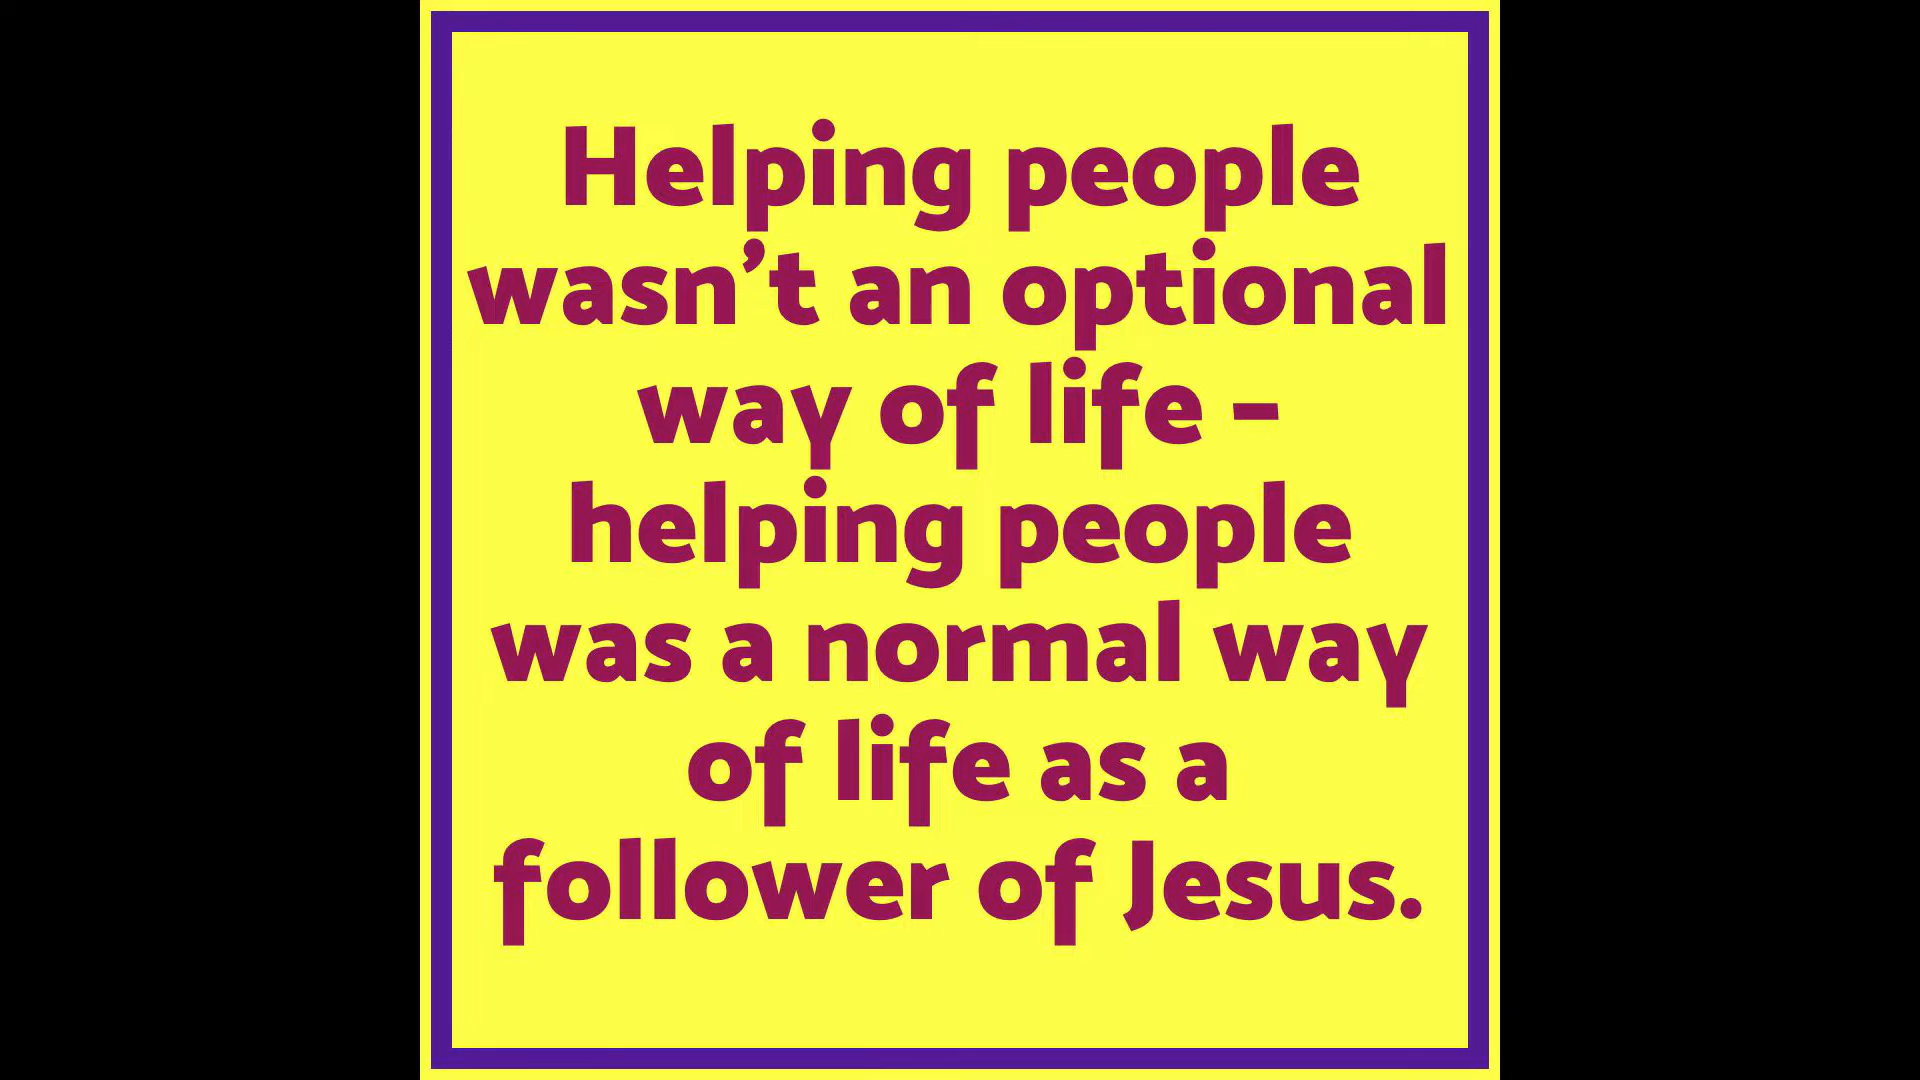 Helping people
wasn’t an optional
way of life –
helping people
was a normal way
of life as a
follower of Jesus.